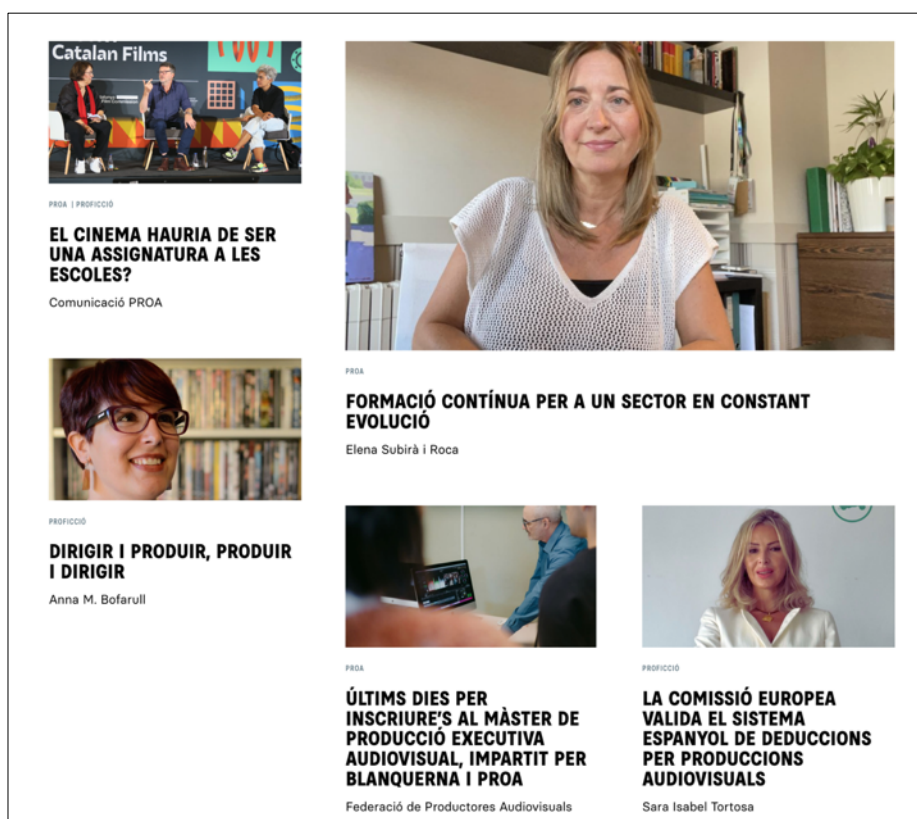 Catalan Films
PROA | PROFICCIÓ
EL CINEMA HAURIA DE SER
UNA ASSIGNATURA A LES
ESCOLES?
Comunicació PROA
PROFICCIÓ
DIRIGIR I PRODUIR, PRODUIR
I DIRIGIR
Anna M. Bofarull
PROA
FORMACIÓ CONTÍNUA PER A UN SECTOR EN CONSTANT
EVOLUCIÓ
Elena Subirà i Roca
PROA
ÚLTIMS DIES PER
INSCRIURE'S AL MÀSTER DE
PRODUCCIÓ EXECUTIVA
AUDIOVISUAL, IMPARTIT PER
BLANQUERNA I PROA
Federació de Productores Audiovisuals
PROFICCIÓ
LA COMISSIÓ EUROPEA
VALIDA EL SISTEMA
ESPANYOL DE DEDUCCIONS
PER PRODUCCIONS
AUDIOVISUALS
Sara Isabel Tortosa